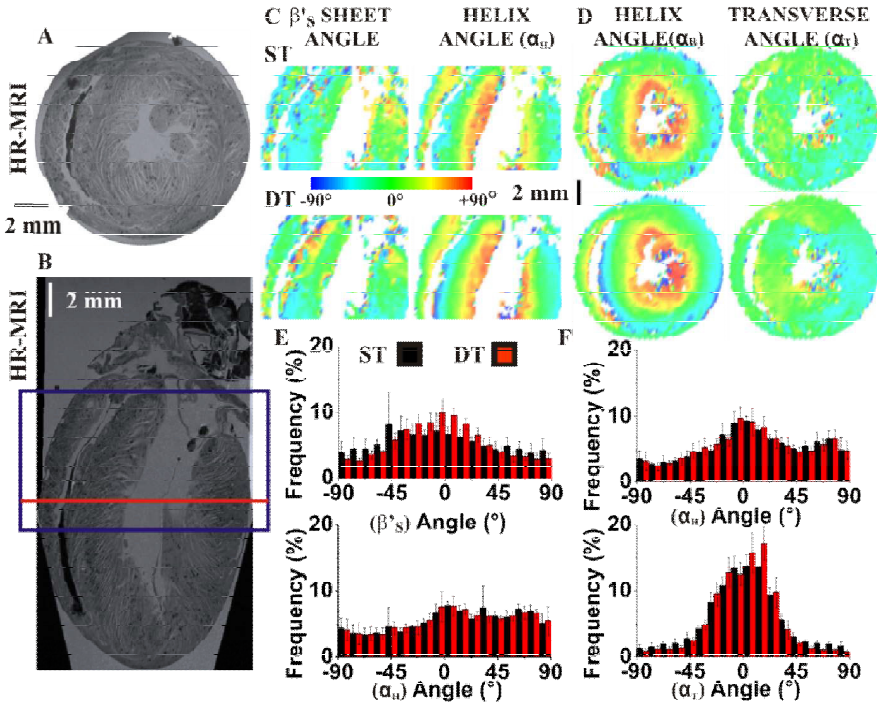 A
HR-MRI
2 mm
B
HR-MRI
2 mm
C β's SHEET ANGLE
HELIX ANGLE (αH)
ST
DT
-90° 0° +90°
D HELIX ANGLE(αH)
TRANSVERSE ANGLE (αT)
2 mm
E
ST DT
Frequency (%)
20
10
0
-90 -45 0 45 90
(β's) Angle (°)
Frequency (%)
20
10
0
-90 -45 0 45 90
(αH) Angle (°)
F
Frequency (%)
20
10
0
-90 -45 0 45 90
(αH) Angle (°)
Frequency (%)
20
10
0
-90 -45 0 45 90
(αT) Angle (°)